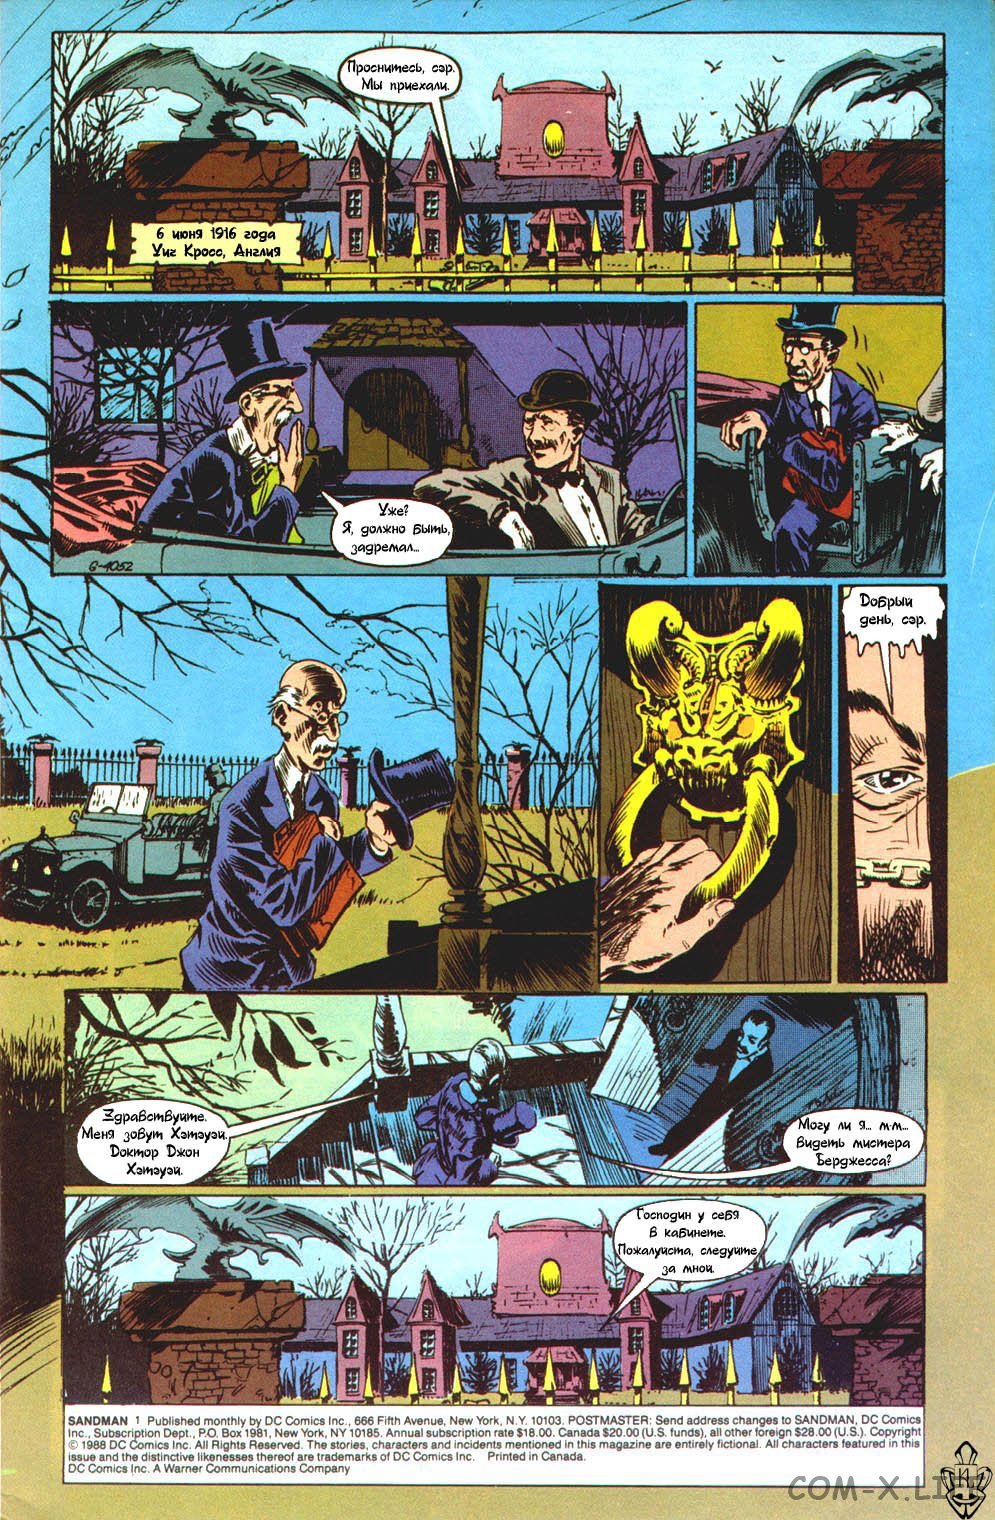 Проснитесь, сэр.
Мы приехали.
6 июня 1916 года
Уич Кросс, Англия
Уже?
Я, должно быть,
задремал...
G-4052
Добрый
день, сэр.
Здравствуйте.
Меня зовут Хэтэуэй.
Доктор Джон
Хэтэуэй.
Могу ли я... м-м...
видеть мистера
Берджесса?
Господин у себя
в кабинете.
Пожалуйста, следуйте
за мной.
SANDMAN 1 Published monthly by DC Comics Inc., 666 Fifth Avenue, New York, N.Y. 10103. POSTMASTER: Send address changes to SANDMAN, DC Comics
Inc., Subscription Dept., P.O. Box 1981, New York, NY 10185. Annual subscription rate $18.00. Canada $20.00 (U.S. funds), all other foreign $28.00 (U.S.). Copyright
© 1988 DC Comics Inc. All Rights Reserved. The stories, characters and incidents mentioned in this magazine are entirely fictional. All characters featured in this
issue and the distinctive likenesses thereof are trademarks of DC Comics Inc. Printed in Canada.
DC Comics Inc. A Warner Communications Company
COM-X.LIFE